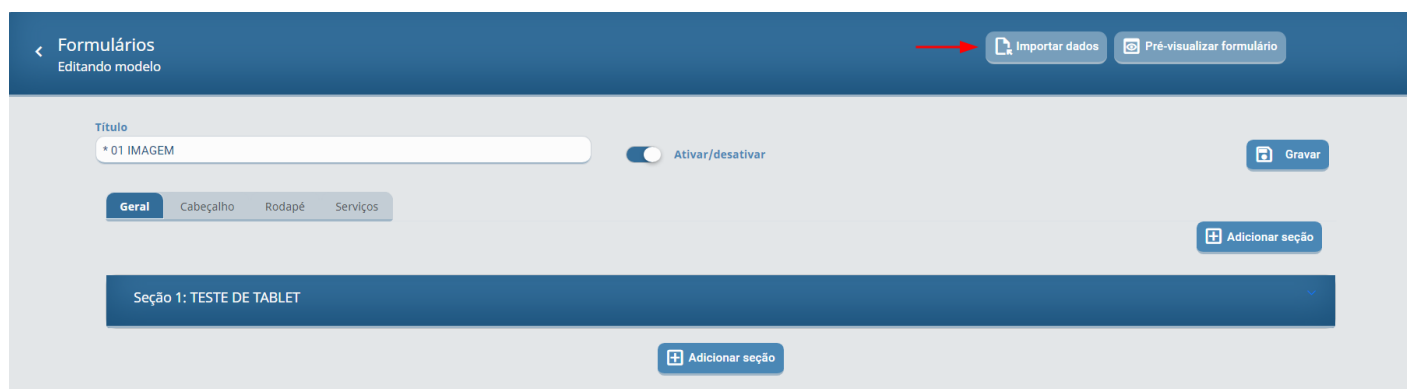 Formulários
Editando modelo
Importar dados
Pré-visualizar formulário
Título
* 01 IMAGEM
Ativar/desativar
Gravar
Geral Cabeçalho Rodapé Serviços
Adicionar seção
Seção 1: TESTE DE TABLET
Adicionar seção